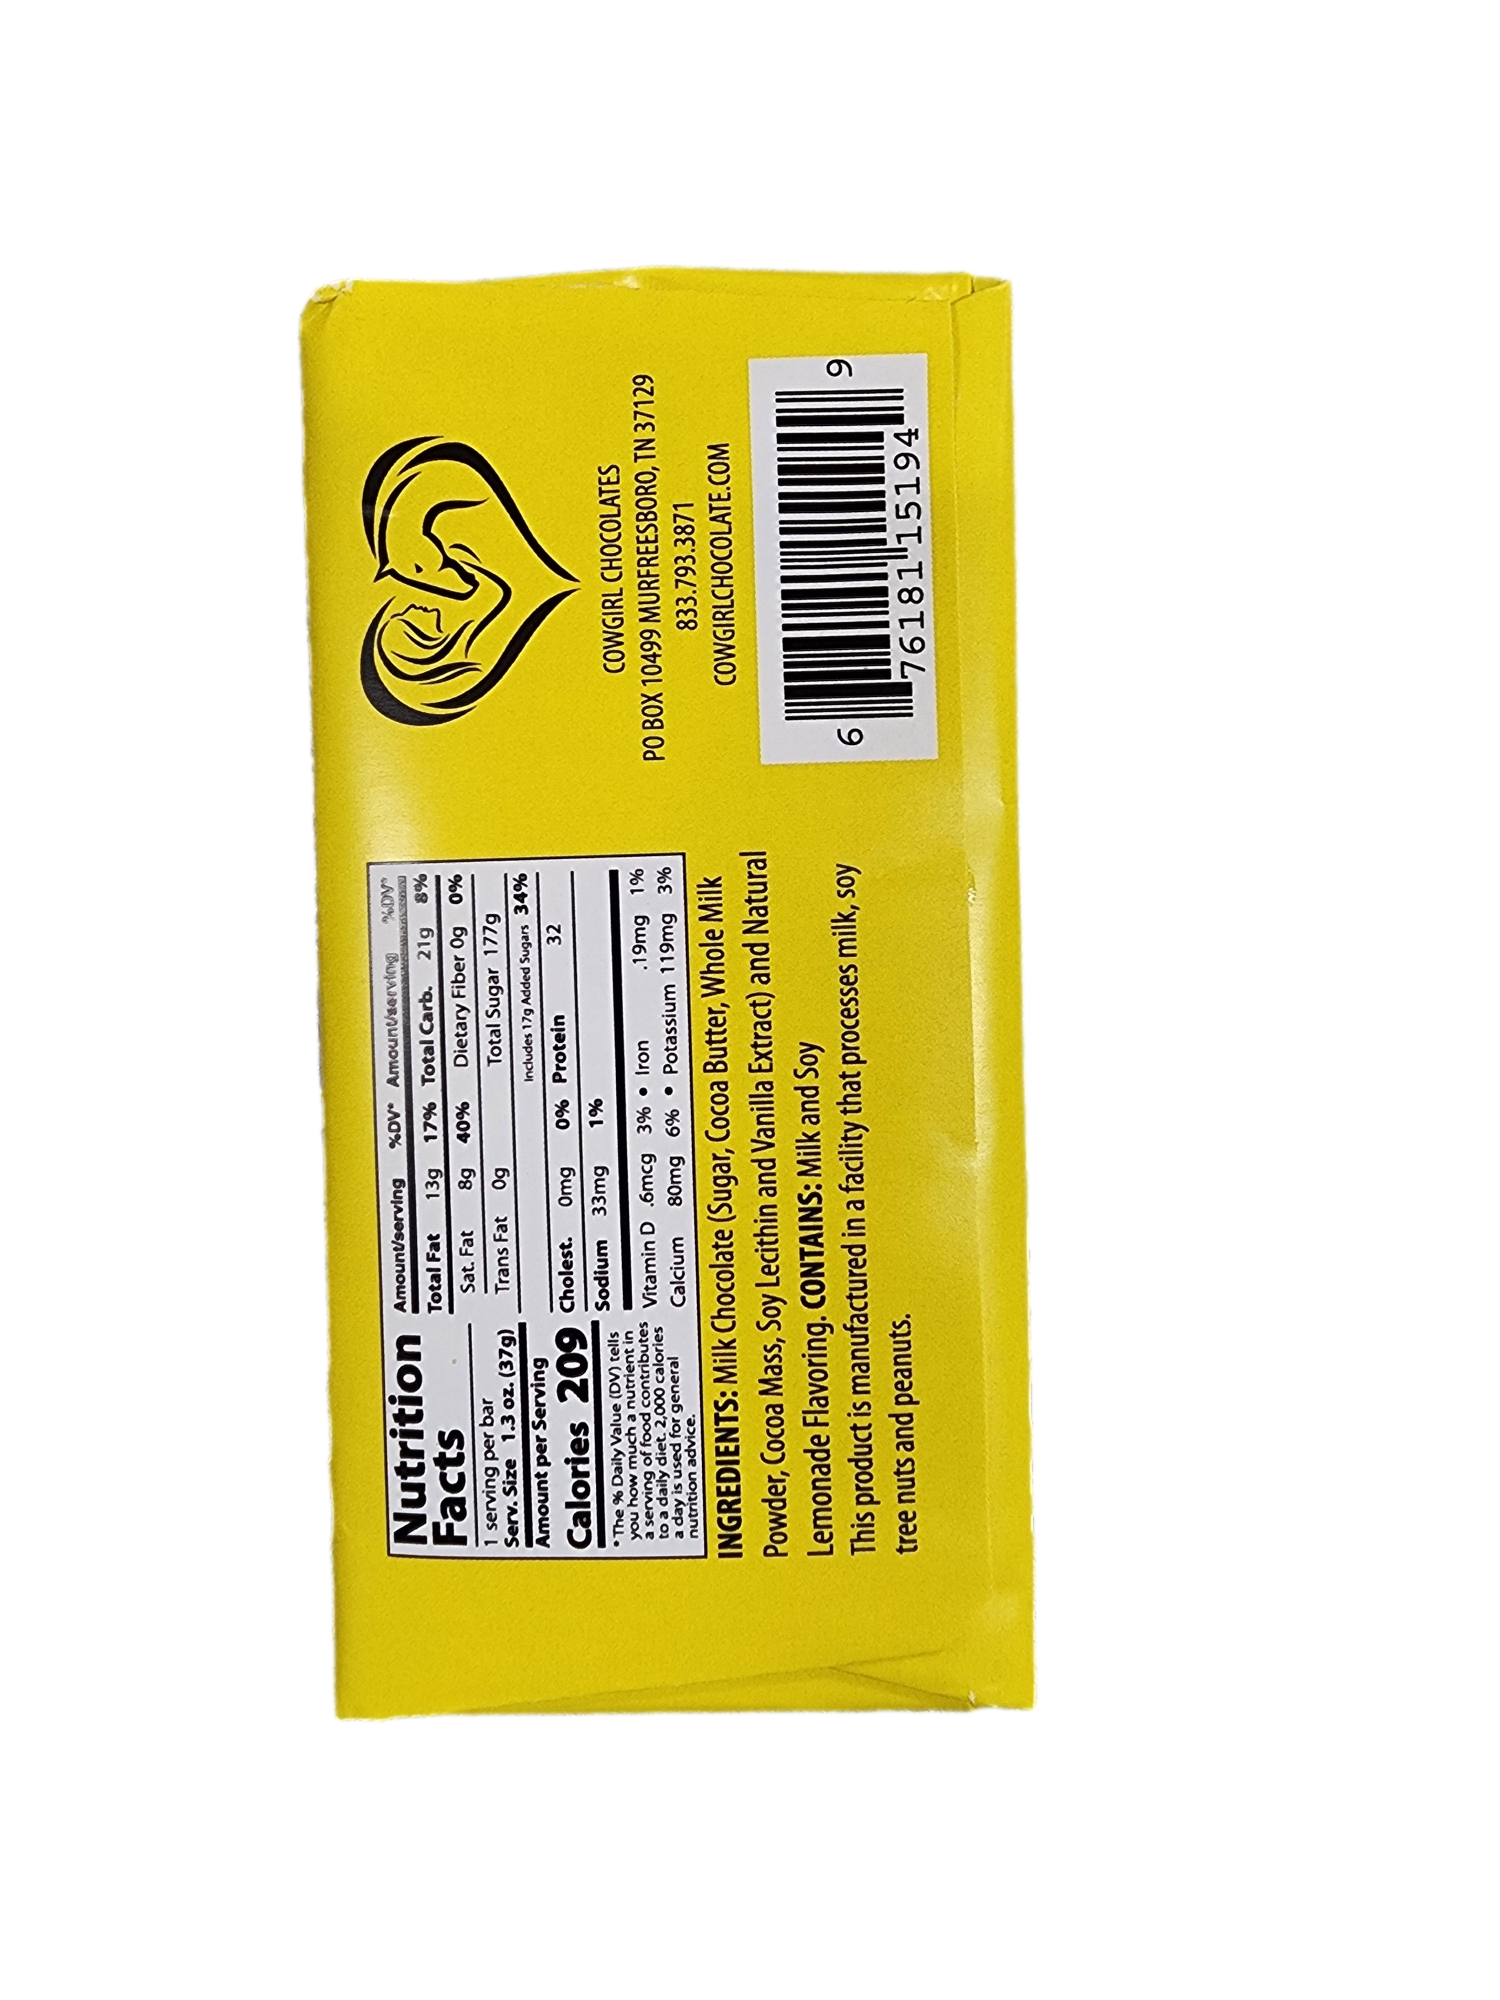 Nutrition
Facts
1 serving per bar
Serv. Size 1.3 oz. (37g)
Amount per Serving
Calories 209
* The % Daily Value (DV) tells
you how much a nutrient in
a serving of food contributes
to a daily diet. 2,000 calories
a day is used for general
nutrition advice.
Amount/serving %DV* Amount/serving %DV*
Total Fat 13g 17% Total Carb. 21g 8%
Sat. Fat 8g 40% Dietary Fiber 0g 0%
Trans Fat 0g Total Sugar 177g
Includes 17g Added Sugars 34%
Cholest. 0mg 0% Protein 32
Sodium 33mg 1%
Vitamin D .6mcg 3% • Iron .19mg 1%
Calcium 80mg 6% • Potassium 119mg 3%
INGREDIENTS: Milk Chocolate (Sugar, Cocoa Butter, Whole Milk
Powder, Cocoa Mass, Soy Lecithin and Vanilla Extract) and Natural
Lemonade Flavoring. CONTAINS: Milk and Soy
This product is manufactured in a facility that processes milk, soy
tree nuts and peanuts.
COWGIRL CHOCOLATES
PO BOX 10499 MURFREESBORO, TN 37129
833.793.3871
COWGIRLCHOCOLATE.COM
6 76181 15194 9